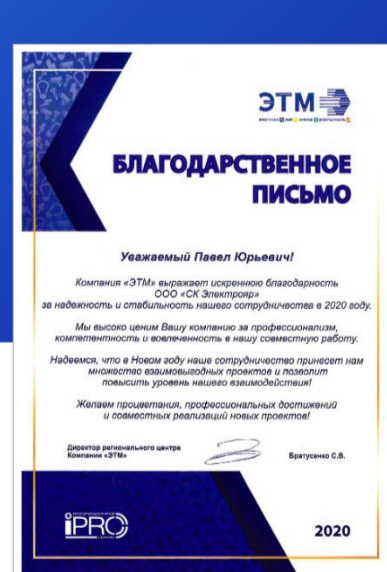 ЭТМ
БЛАГОДАРСТВЕННОЕ
ПИСЬМО
Уважаемый Павел Юрьевич!
Компания «ЭТМ» выражает искреннюю благодарность
ООО «СК Электрояр»
за надежность и стабильность нашего сотрудничества в 2020 году.
Мы высоко ценим Вашу компанию за профессионализм,
компетентность и вовлеченность в нашу совместную работу.
Надеемся, что в Новом году наше сотрудничество принесет нам
множество взаимовыгодных проектов и позволит
повысить уровень нашего взаимодействия!
Желаем процветания, профессиональных достижений
и совместных реализаций новых проектов!
Директор регионального центра
Компании «ЭТМ»
Братусенко С.В.
iPRO
2020